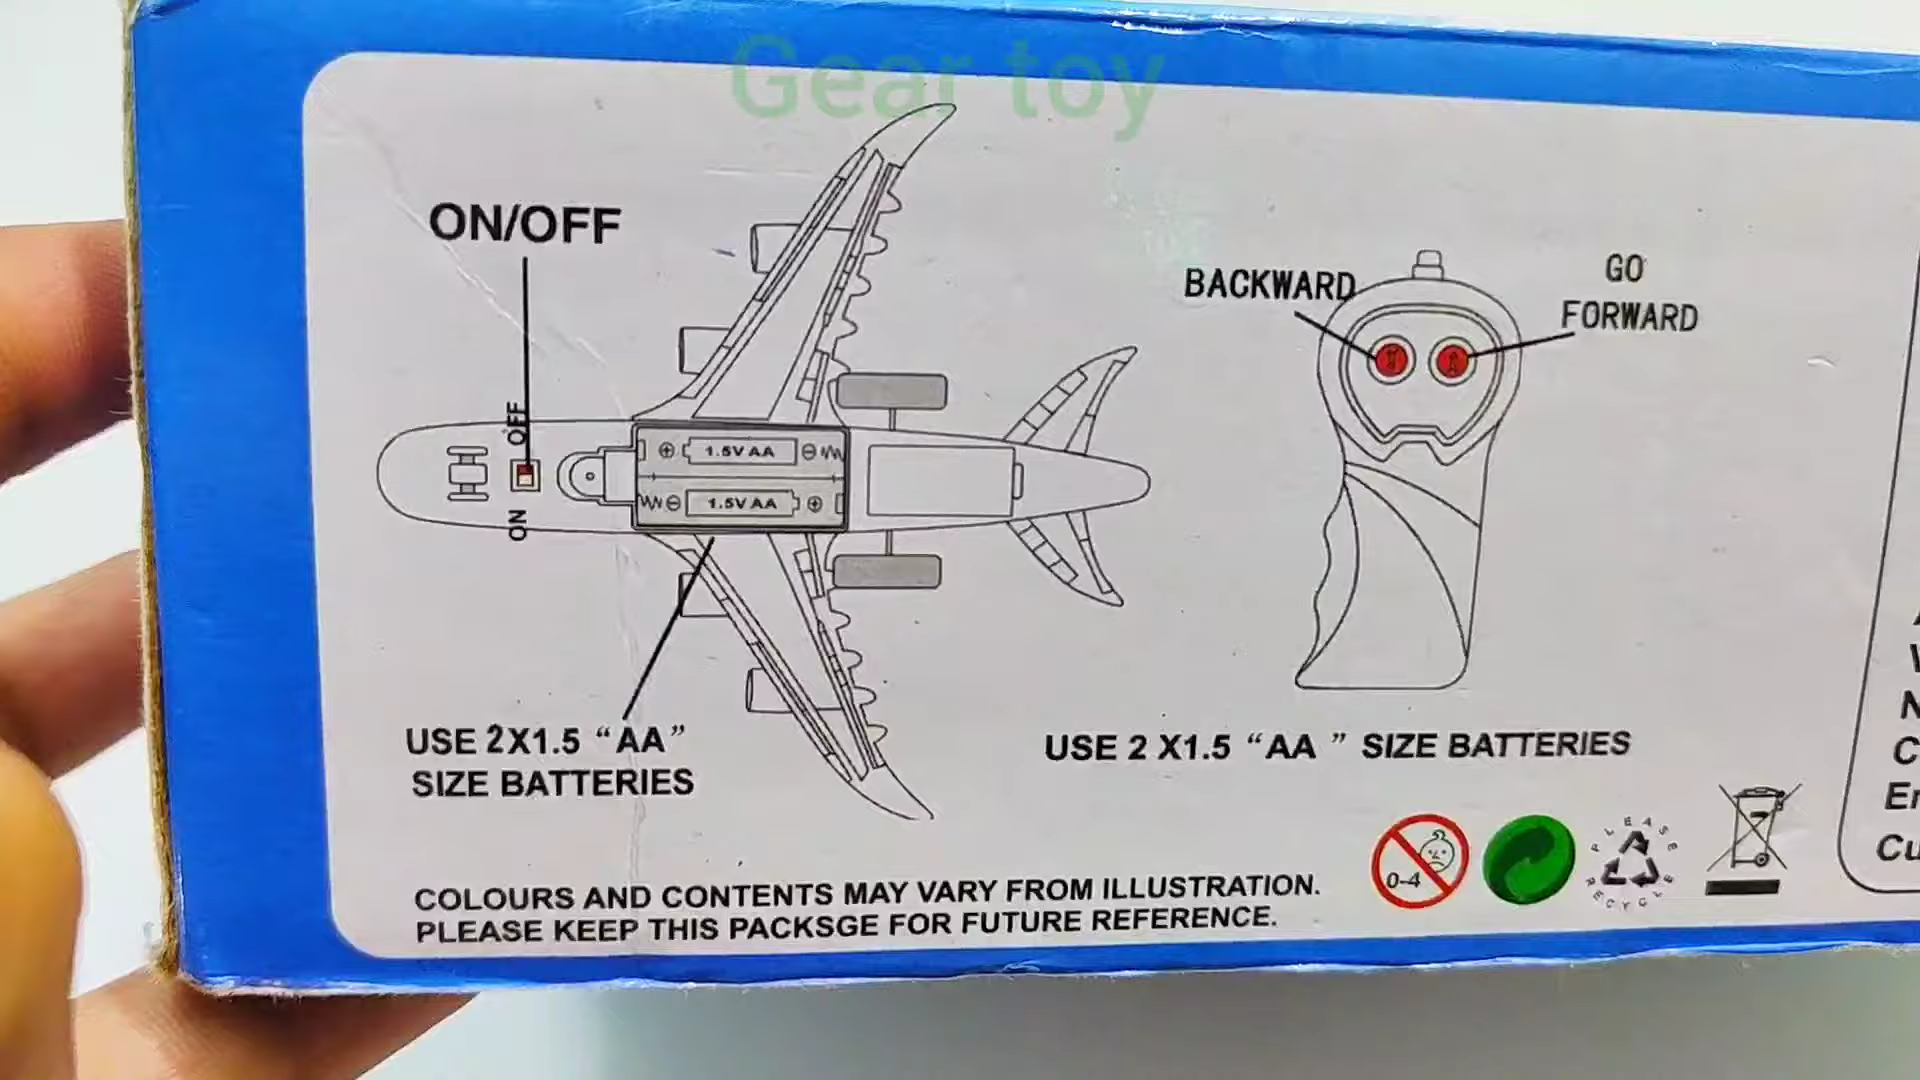 Gear toy
ON/OFF
BACKWARD
GO
FORWARD
OFF
ON
1.5V AA
1.5V AA
USE 2X1.5 “AA”
SIZE BATTERIES
USE 2 X1.5 “AA ” SIZE BATTERIES
0-4
PLEASE
RECYCLE
COLOURS AND CONTENTS MAY VARY FROM ILLUSTRATION.
PLEASE KEEP THIS PACKSGE FOR FUTURE REFERENCE.